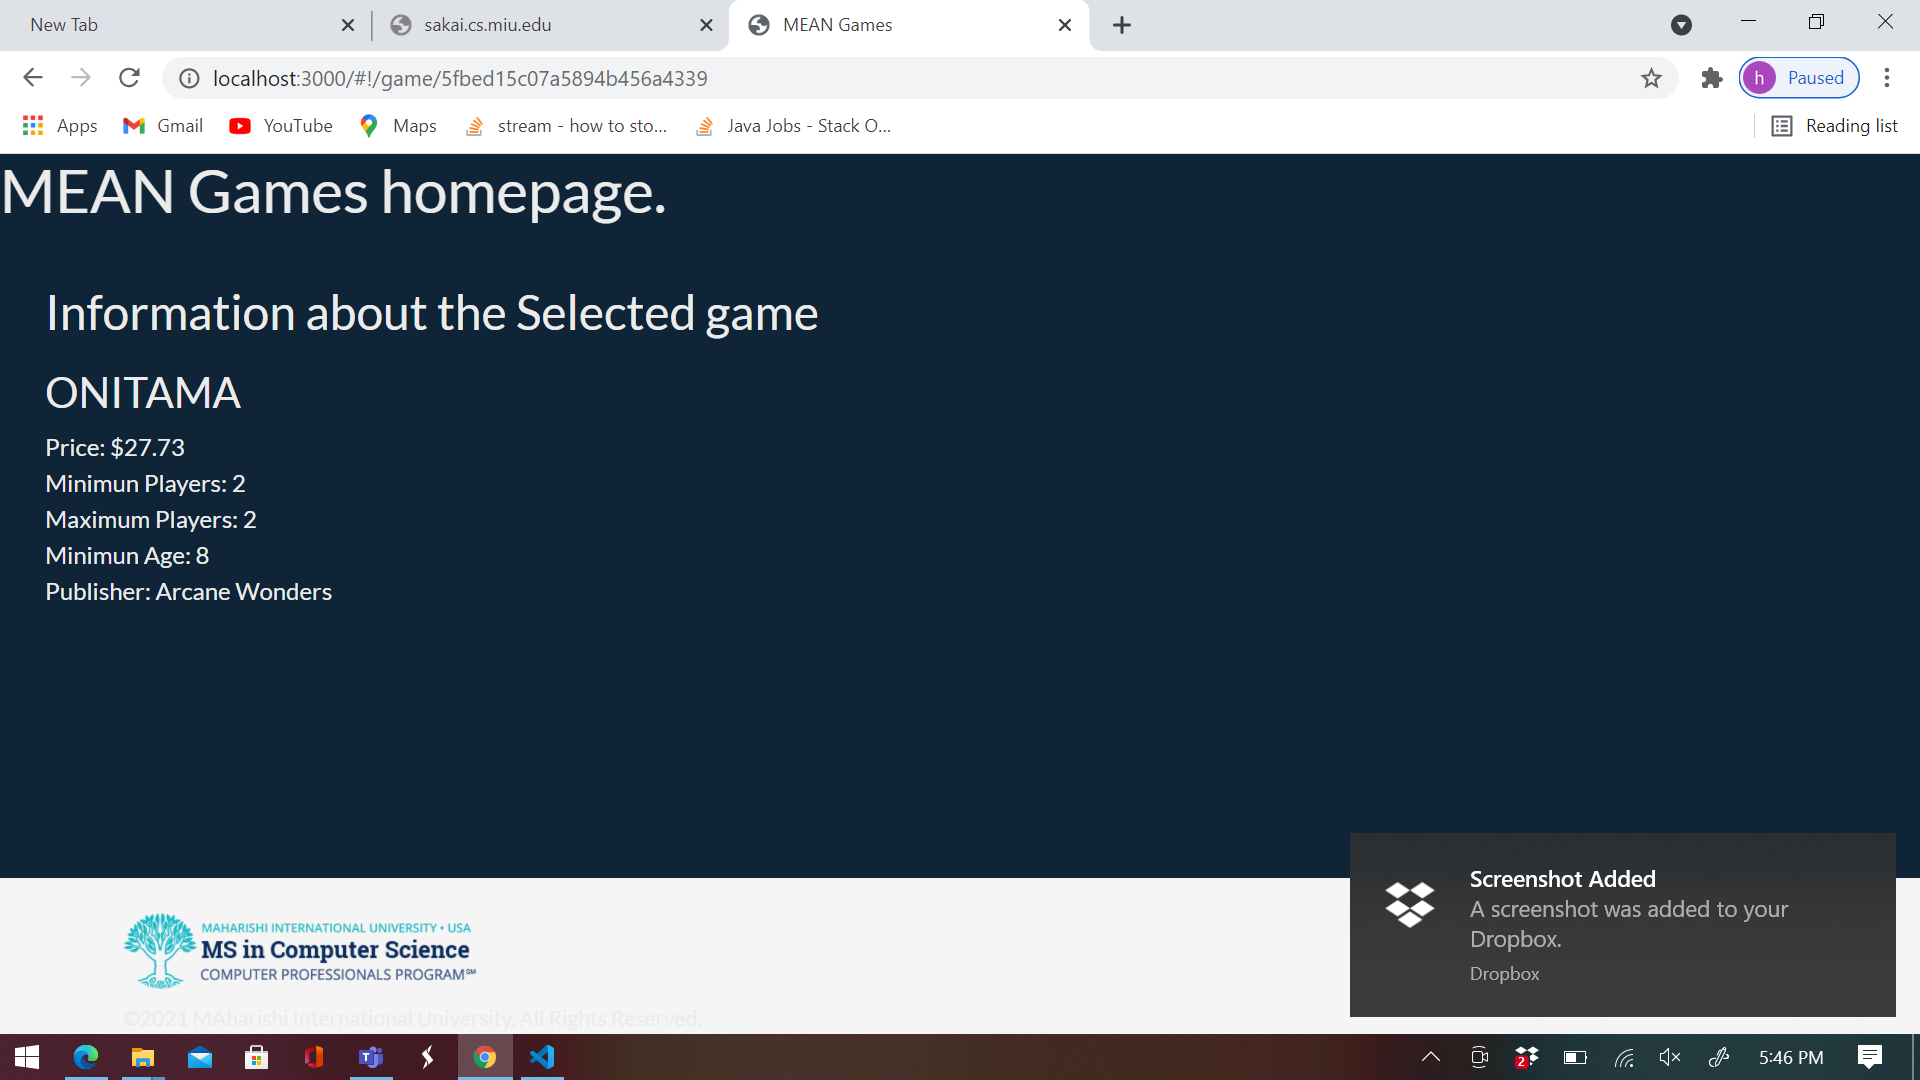 New Tab
sakai.cs.miu.edu
MEAN Games
localhost:3000/#!/game/5fbed15c07a5894b456a4339
h
Paused
Apps
Gmail
YouTube
Maps
stream - how to sto...
Java Jobs - Stack O...
Reading list
MEAN Games homepage.
Information about the Selected game
ONITAMA
Price: $27.73
Minimun Players: 2
Maximum Players: 2
Minimun Age: 8
Publisher: Arcane Wonders
Screenshot Added
A screenshot was added to your
Dropbox.
Dropbox
MAHARISHI INTERNATIONAL UNIVERSITY • USA
MS in Computer Science
COMPUTER PROFESSIONALS PROGRAM℠
©2021 MAharishi International University. All Rights Reserved.
2
5:46 PM